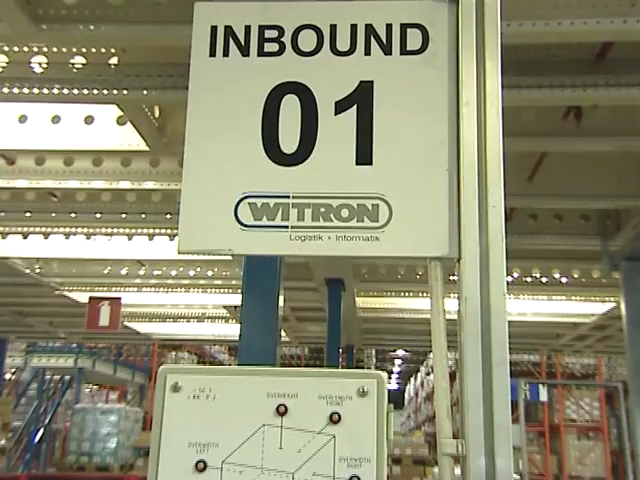 INBOUND
01
WITRON
Logistik • Informatik
OVERHEIGHT
OVERLENGTH
FRONT
OVERWIDTH
LEFT
OVERWIDTH
RIGHT